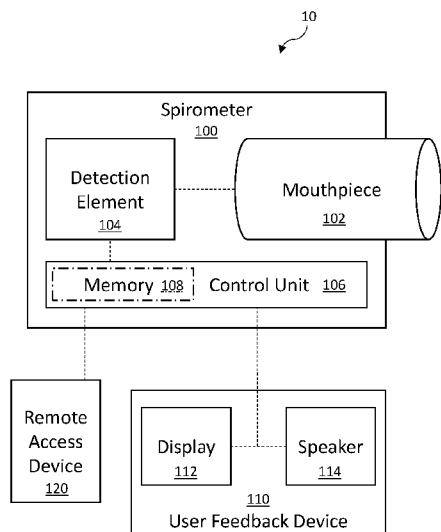 10
Spirometer
100
Detection
Element
104
Mouthpiece
102
Memory 108 Control Unit 106
Remote
Access
Device
120
Display
112
Speaker
114
110
User Feedback Device